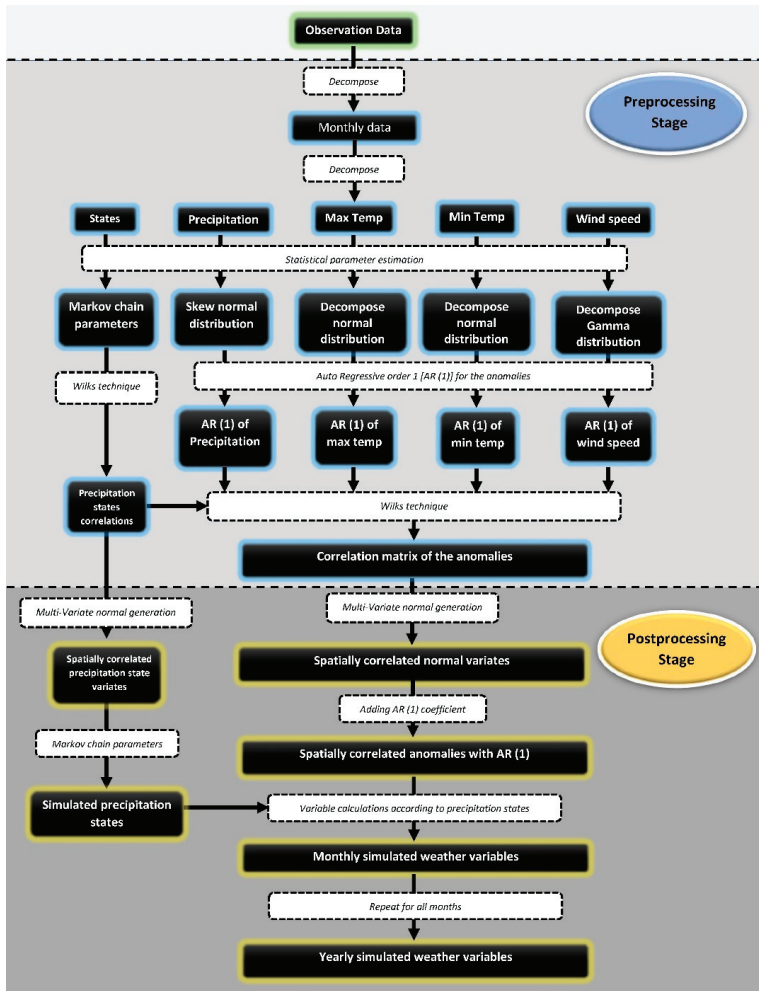 Observation Data
Decompose
Preprocessing
Stage
Monthly data
Decompose
States
Precipitation
Max Temp
Min Temp
Wind speed
Statistical parameter estimation
Markov chain
parameters
Skew normal
distribution
Decompose
normal
distribution
Decompose
normal
distribution
Decompose
Gamma
distribution
Wilks technique
Auto Regressive order 1 [AR (1)] for the anomalies
AR (1) of
Precipitation
AR (1) of
max temp
AR (1) of
min temp
AR (1) of
wind speed
Precipitation
states
correlations
Wilks technique
Correlation matrix of the anomalies
Multi-Variate normal generation
Multi-Variate normal generation
Postprocessing
Stage
Spatially correlated
precipitation state
variates
Spatially correlated normal variates
Adding AR (1) coefficient
Markov chain parameters
Spatially correlated anomalies with AR (1)
Simulated precipitation
states
Variable calculations according to precipitation states
Monthly simulated weather variables
Repeat for all months
Yearly simulated weather variables